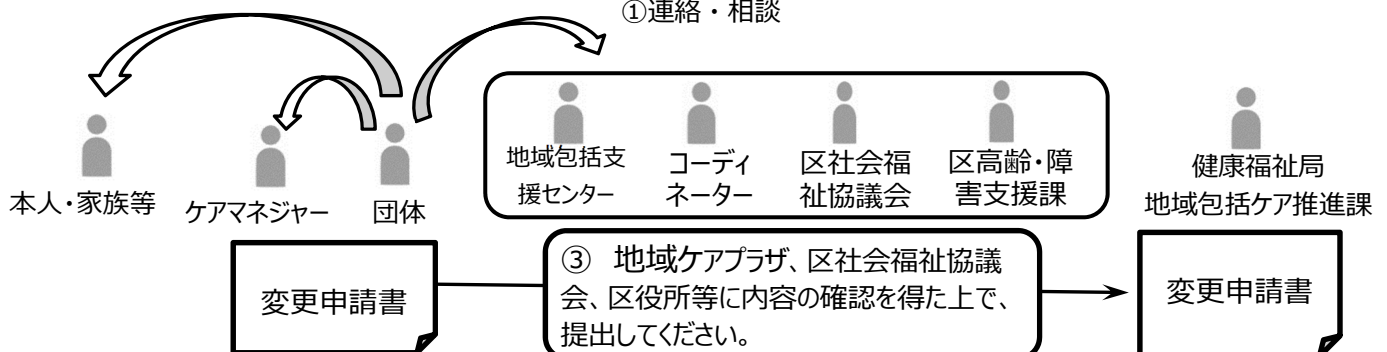 ①連絡・相談
本人・家族等
ケアマネジャー
団体
地域包括支
援センター
コーディ
ネーター
区社会福
祉協議会
区高齢・障
害支援課
健康福祉局
地域包括ケア推進課
変更申請書
③　地域ケアプラザ、区社会福祉協議
会、区役所等に内容の確認を得た上で、
提出してください。
変更申請書